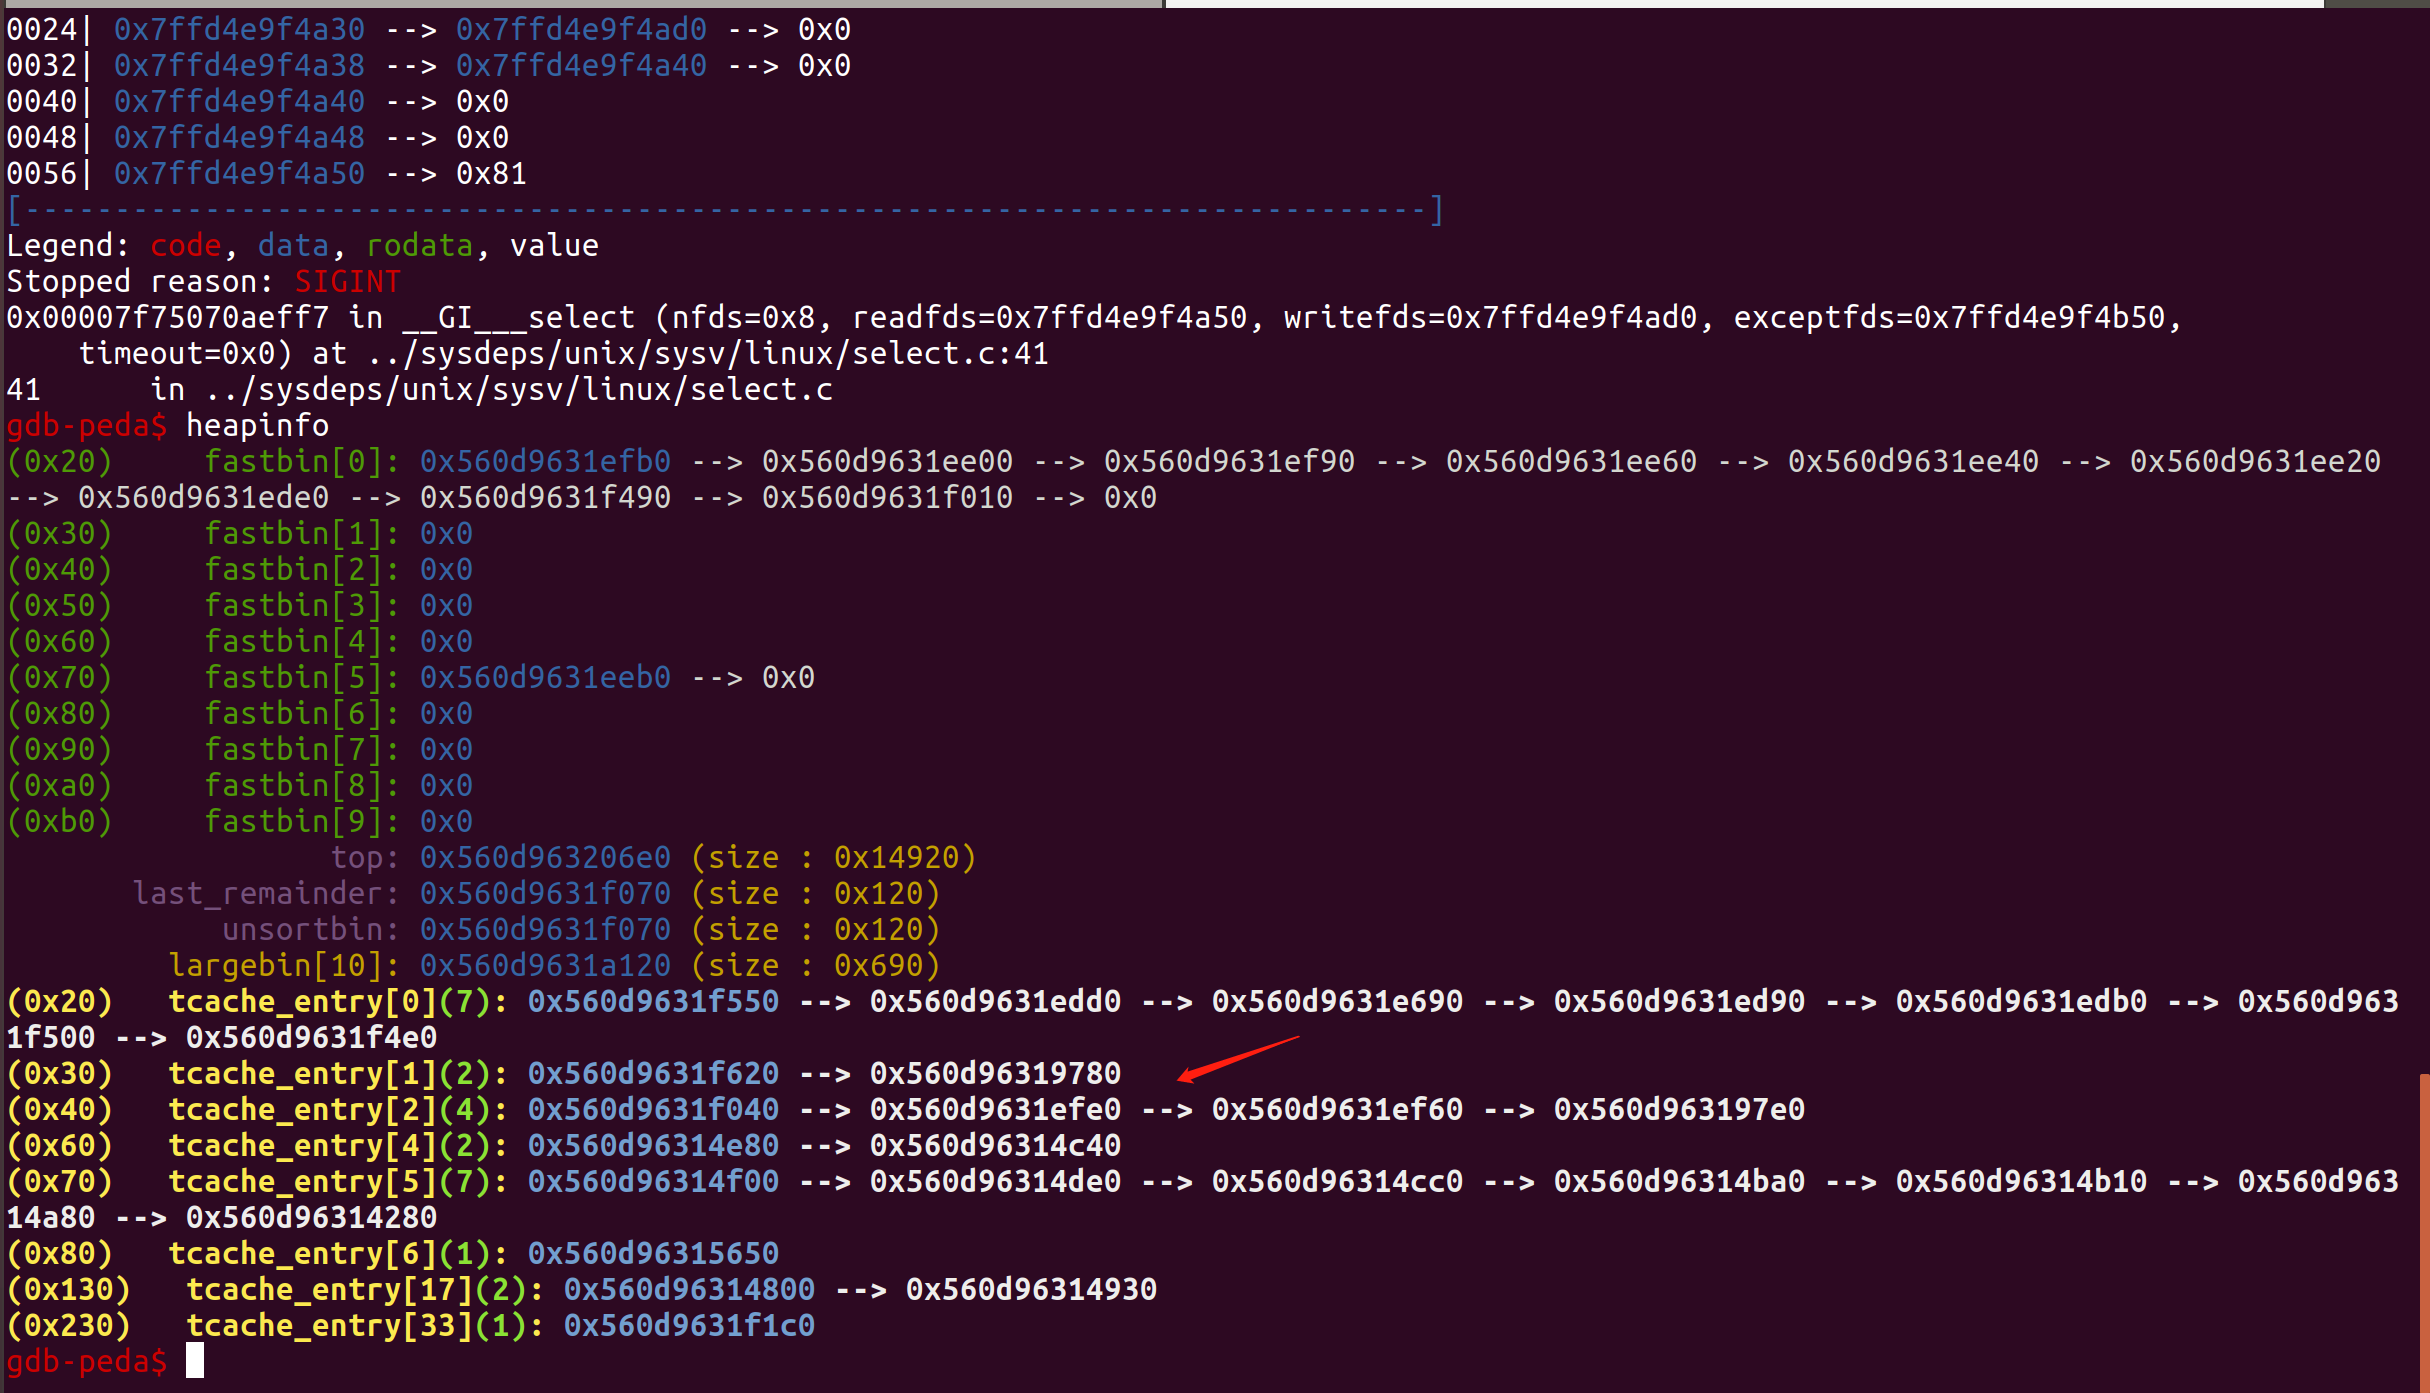 0024| 0x7ffd4e9f4a30 --> 0x7ffd4e9f4ad0 --> 0x0
0032| 0x7ffd4e9f4a38 --> 0x7ffd4e9f4a40 --> 0x0
0040| 0x7ffd4e9f4a40 --> 0x0
0048| 0x7ffd4e9f4a48 --> 0x0
0056| 0x7ffd4e9f4a50 --> 0x81
[------------------------------------------------------------------------------]
Legend: code, data, rodata, value
Stopped reason: SIGINT
0x00007f75070aeff7 in __GI___select (nfds=0x8, readfds=0x7ffd4e9f4a50, writefds=0x7ffd4e9f4ad0, exceptfds=0x7ffd4e9f4b50,
    timeout=0x0) at ../sysdeps/unix/sysv/linux/select.c:41
41      in ../sysdeps/unix/sysv/linux/select.c
gdb-peda$ heapinfo
(0x20)     fastbin[0]: 0x560d9631efb0 --> 0x560d9631ee00 --> 0x560d9631ef90 --> 0x560d9631ee60 --> 0x560d9631ee40 --> 0x560d9631ee20
--> 0x560d9631ede0 --> 0x560d9631f490 --> 0x560d9631f010 --> 0x0
(0x30)     fastbin[1]: 0x0
(0x40)     fastbin[2]: 0x0
(0x50)     fastbin[3]: 0x0
(0x60)     fastbin[4]: 0x0
(0x70)     fastbin[5]: 0x560d9631eeb0 --> 0x0
(0x80)     fastbin[6]: 0x0
(0x90)     fastbin[7]: 0x0
(0xa0)     fastbin[8]: 0x0
(0xb0)     fastbin[9]: 0x0
                  top: 0x560d963206e0 (size : 0x14920)
       last_remainder: 0x560d9631f070 (size : 0x120)
            unsortbin: 0x560d9631f070 (size : 0x120)
         largebin[10]: 0x560d9631a120 (size : 0x690)
(0x20)   tcache_entry[0](7): 0x560d9631f550 --> 0x560d9631edd0 --> 0x560d9631e690 --> 0x560d9631ed90 --> 0x560d9631edb0 --> 0x560d963
1f500 --> 0x560d9631f4e0
(0x30)   tcache_entry[1](2): 0x560d9631f620 --> 0x560d96319780
(0x40)   tcache_entry[2](4): 0x560d9631f040 --> 0x560d9631efe0 --> 0x560d9631ef60 --> 0x560d963197e0
(0x60)   tcache_entry[4](2): 0x560d96314e80 --> 0x560d96314c40
(0x70)   tcache_entry[5](7): 0x560d96314f00 --> 0x560d96314de0 --> 0x560d96314cc0 --> 0x560d96314ba0 --> 0x560d96314b10 --> 0x560d963
14a80 --> 0x560d96314280
(0x80)   tcache_entry[6](1): 0x560d96315650
(0x130)   tcache_entry[17](2): 0x560d96314800 --> 0x560d96314930
(0x230)   tcache_entry[33](1): 0x560d9631f1c0
gdb-peda$